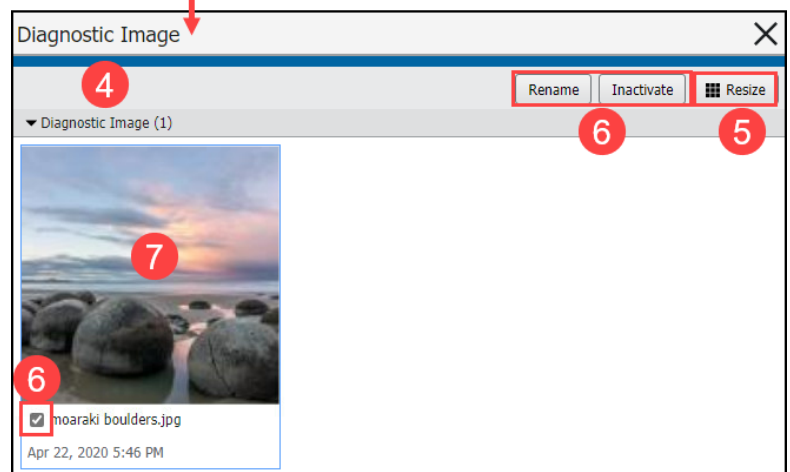 Diagnostic Image
4
Rename Inactivate Resize
6 5
Diagnostic Image (1)
7
6
moaraki boulders.jpg
Apr 22, 2020 5:46 PM